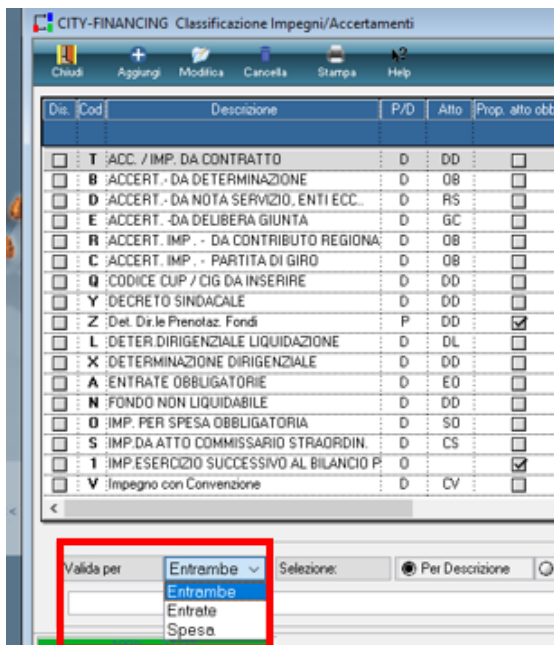 CITY-FINANCING Classificazione Impegni/Accertamenti
Chiudi Aggiungi Modifica Cancella Stampa Help
Dis. Cod Descrizione P/D Atto Prop. atto obb
T ACC. / IMP. DA CONTRATTO D DD
B ACCERT.- DA DETERMINAZIONE D OB
D ACCERT.- DA NOTA SERVIZIO, ENTI ECC.. D RS
E ACCERT. -DA DELIBERA GIUNTA D GC
R ACCERT. IMP. - DA CONTRIBUTO REGIONA D OB
C ACCERT. IMP. - PARTITA DI GIRO D OB
Q CODICE CUP / CIG DA INSERIRE D DD
Y DECRETO SINDACALE D DD
Z Det. Dir.le Prenotaz. Fondi P DD
L DETER.DIRIGENZIALE LIQUIDAZIONE D DL
X DETERMINAZIONE DIRIGENZIALE D DD
A ENTRATE OBBLIGATORIE D EO
N FONDO NON LIQUIDABILE D DD
O IMP. PER SPESA OBBLIGATORIA D SO
S IMP.DA ATTO COMMISSARIO STRAORDIN. D CS
1 IMP.ESERCIZIO SUCCESSIVO AL BILANCIO P O
V Impegno con Convenzione D CV
Valida per Entrambe Selezione: Per Descrizione
Entrambe
Entrate
Spesa